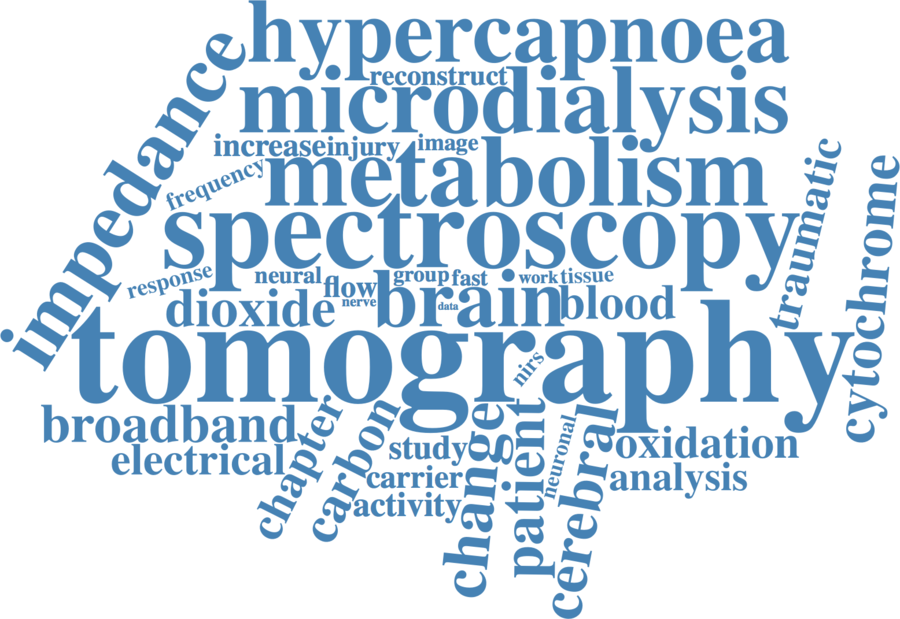 hypercapnoea
reconstruct
microdialysis
impedance
increase
injury
image
metabolism
frequency
traumatic
cytochrome
spectroscopy
response
neural
flow
group
fast
work
tissue
nerve
data
brain
dioxide
blood
tomography
nirs
broadband
chapter
carbon
study
change
patient
neuronal
cerebral
oxidation
electrical
carrier
analysis
activity